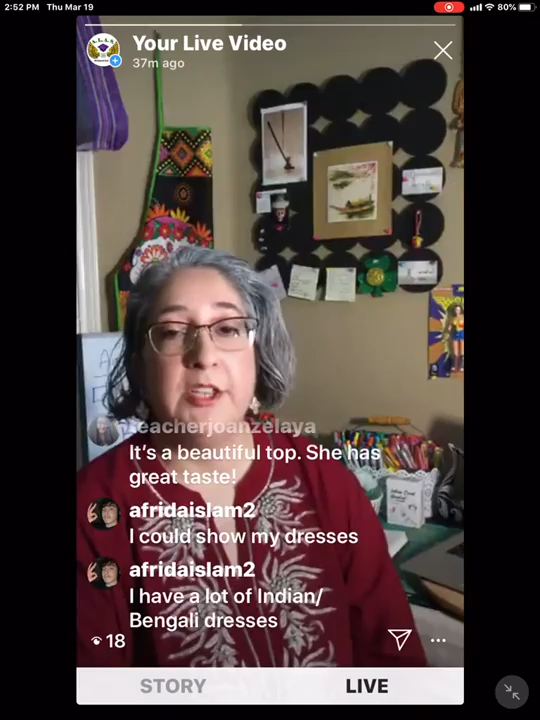 2:52 PM Thu Mar 19
80%
Your Live Video
37m ago
eacherjoanzelaya
It's a beautiful top. She has
great taste!
afridaislam2
I could show my dresses
afridaislam2
I have a lot of Indian/
Bengali dresses
18
STORY
LIVE